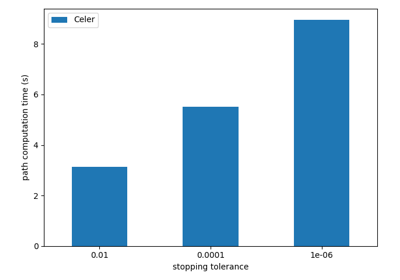 Celer
path computation time (s)
8
6
4
2
0
0.01 0.0001 1e-06
stopping tolerance